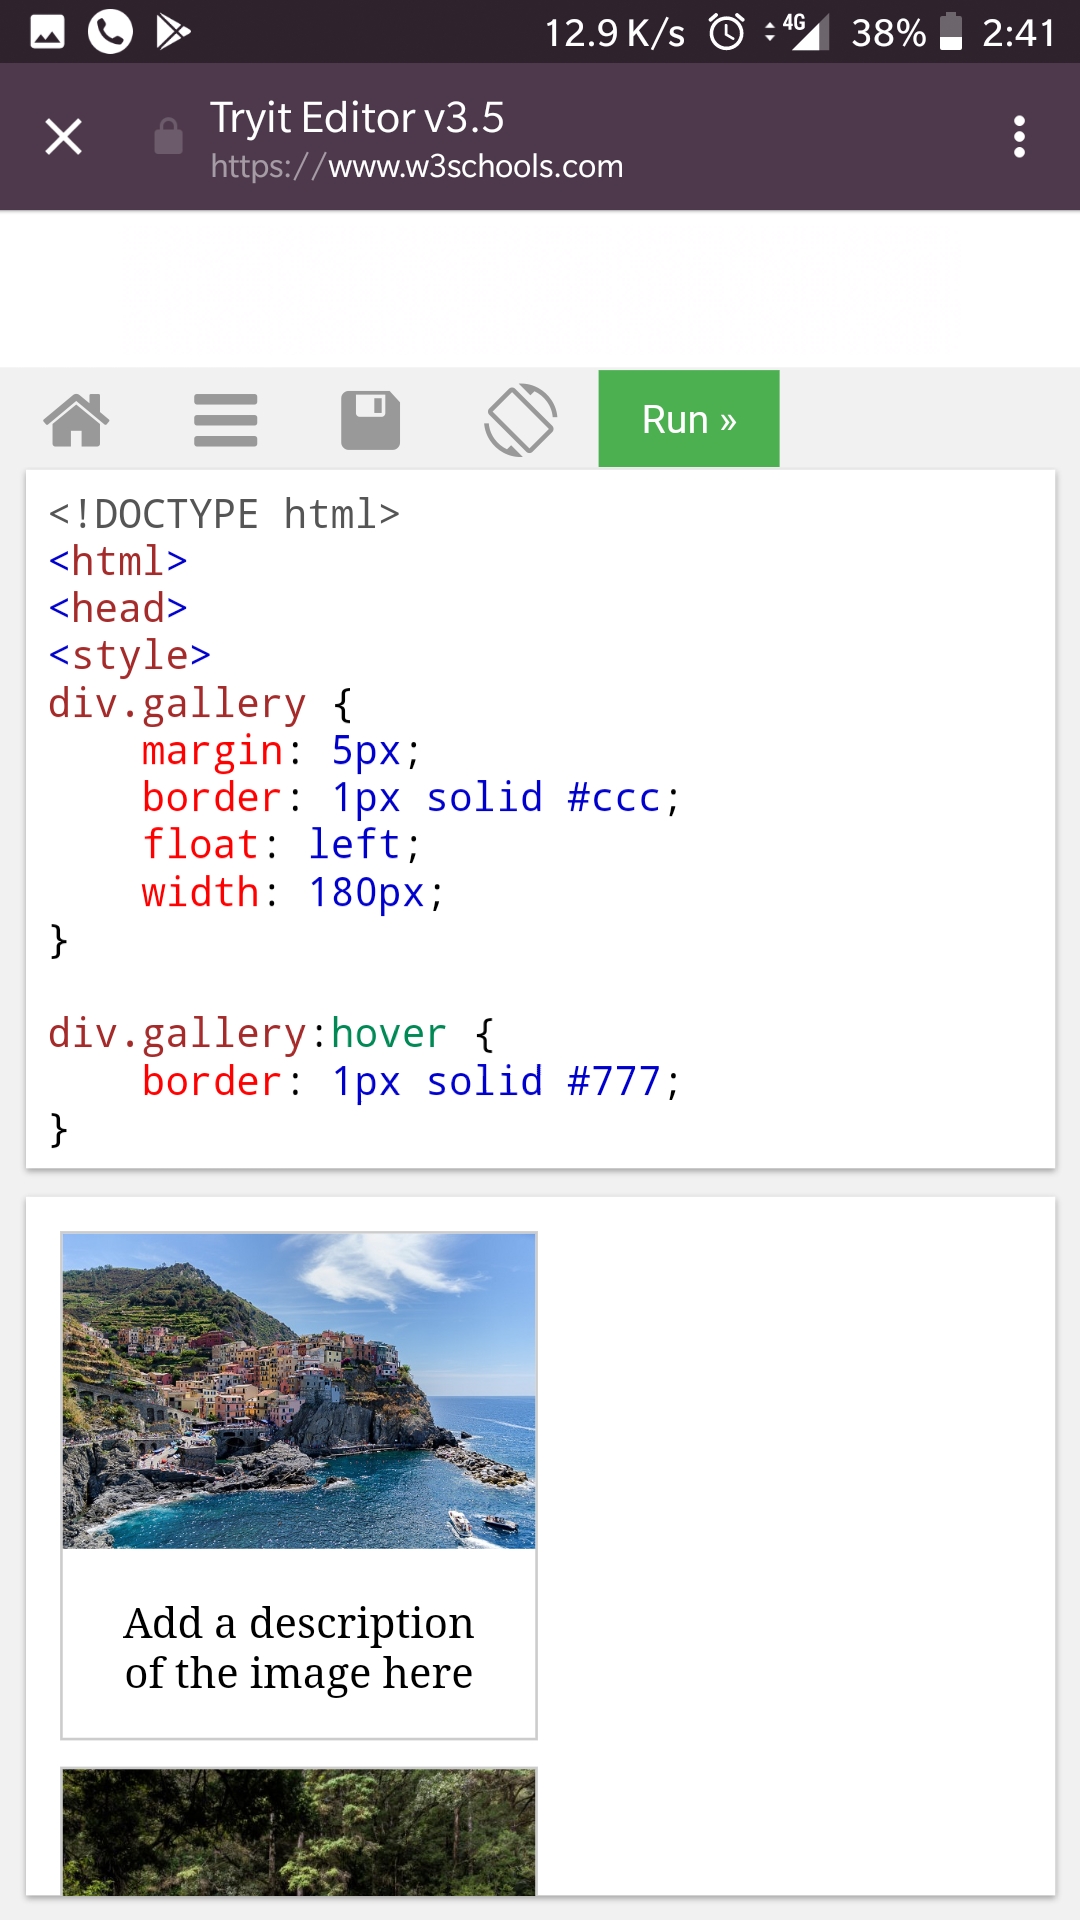 12.9 K/s 4G 38% 2:41
Tryit Editor v3.5
https://www.w3schools.com
Run »
<!DOCTYPE html>
<html>
<head>
<style>
div.gallery {
    margin: 5px;
    border: 1px solid #ccc;
    float: left;
    width: 180px;
}
div.gallery:hover {
    border: 1px solid #777;
}
Add a description
of the image here